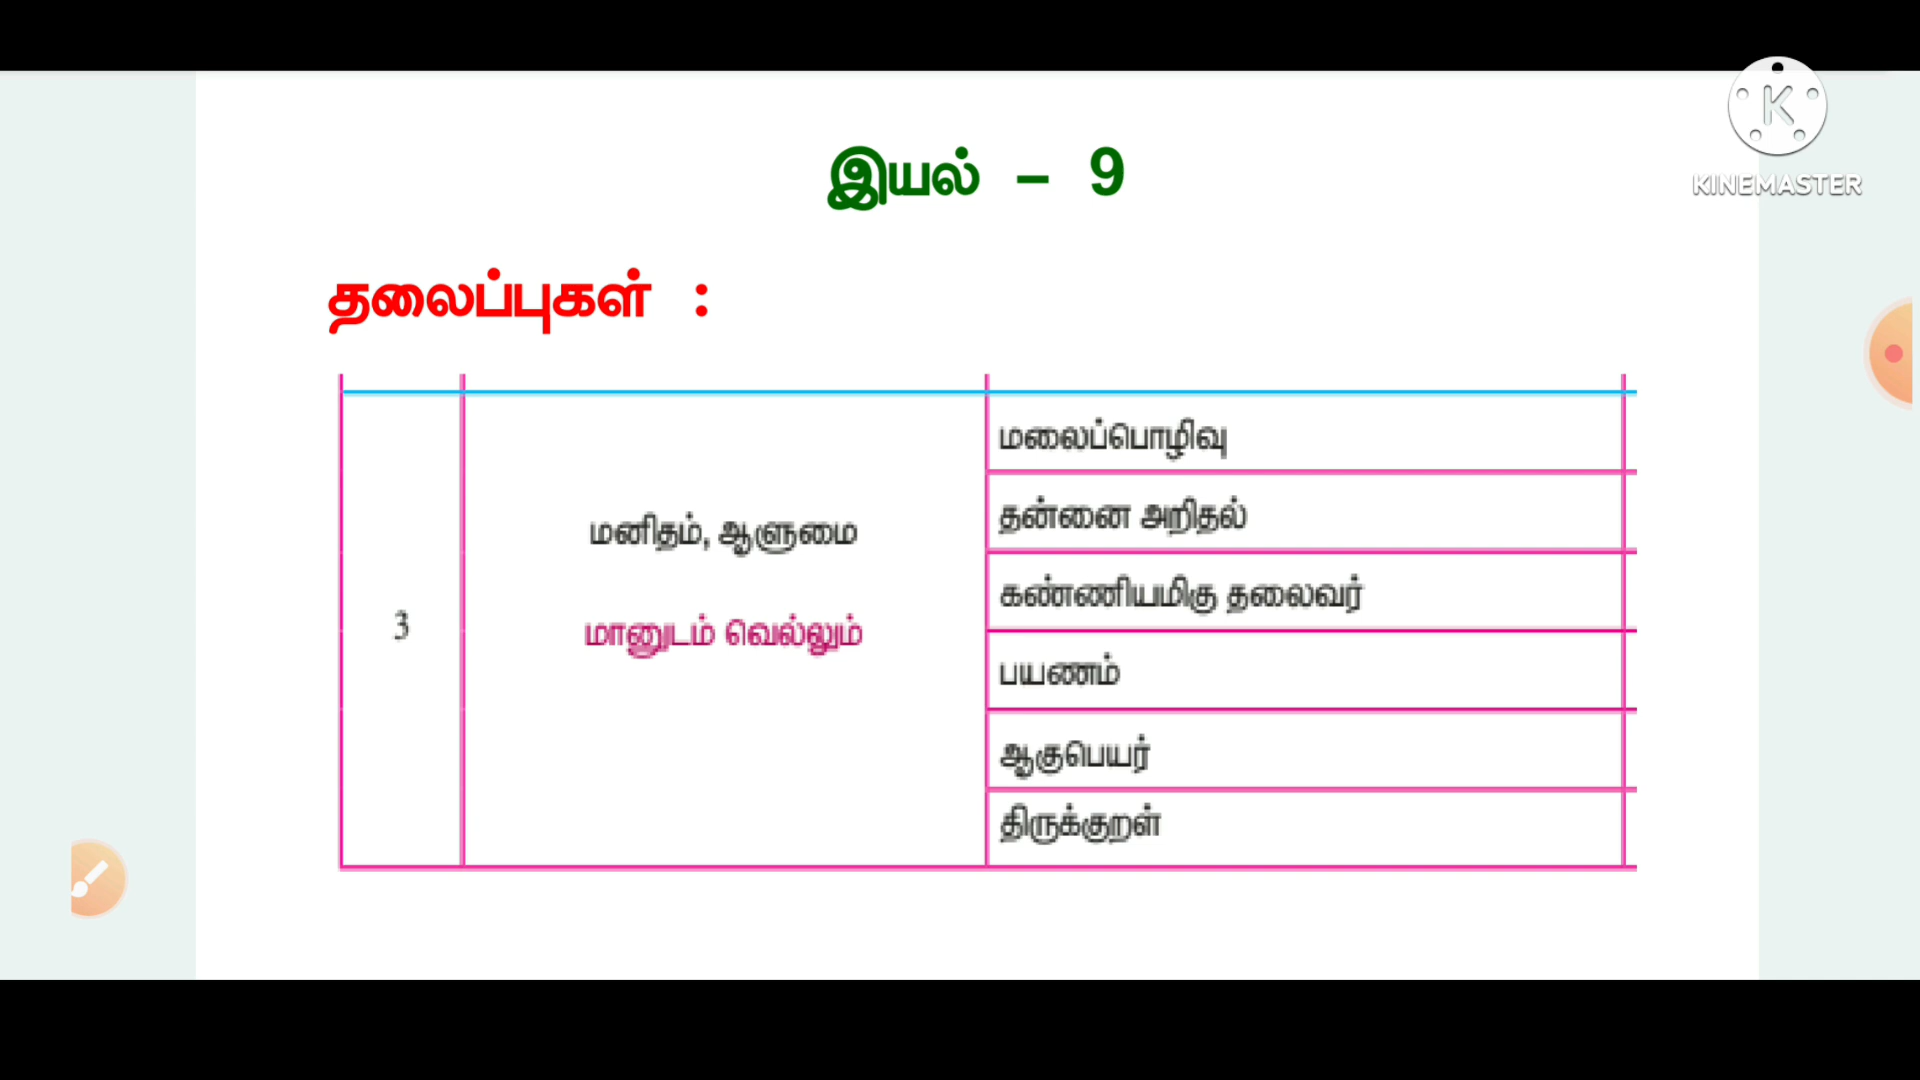 இயல் – 9
KINEMASTER
தலைப்புகள் :
3
மனிதம், ஆளுமை
மானுடம் வெல்லும்
மலைப்பொழிவு
தன்னை அறிதல்
கண்ணியமிகு தலைவர்
பயணம்
ஆகுபெயர்
திருக்குறள்